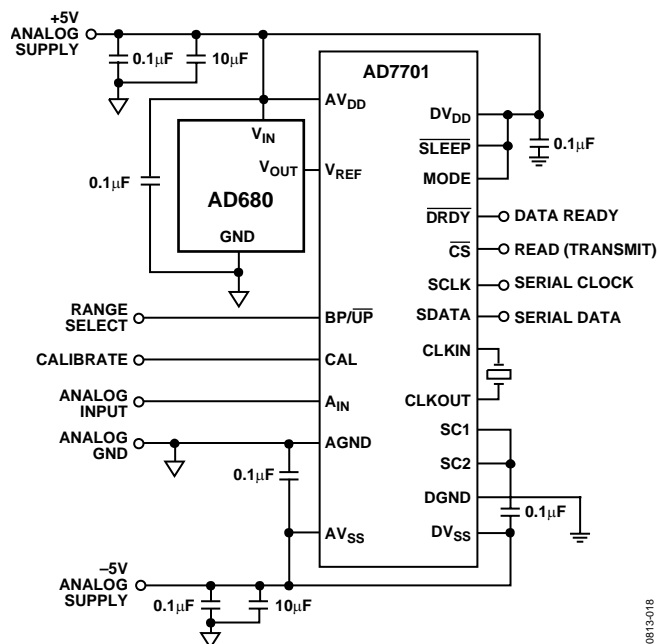 +5V
ANALOG
SUPPLY
0.1µF
10µF
AD7701
AVDD
DVDD
VIN
SLEEP
0.1µF
VOUT
VREF
MODE
0.1µF
AD680
DRDY
DATA READY
GND
CS
READ (TRANSMIT)
SCLK
SERIAL CLOCK
RANGE
SELECT
BP/UP
SDATA
SERIAL DATA
CALIBRATE
CAL
CLKIN
ANALOG
INPUT
AIN
CLKOUT
ANALOG
GND
AGND
SC1
SC2
0.1µF
DGND
0.1µF
AVSS
DVSS
–5V
ANALOG
SUPPLY
0.1µF
10µF
0813-018